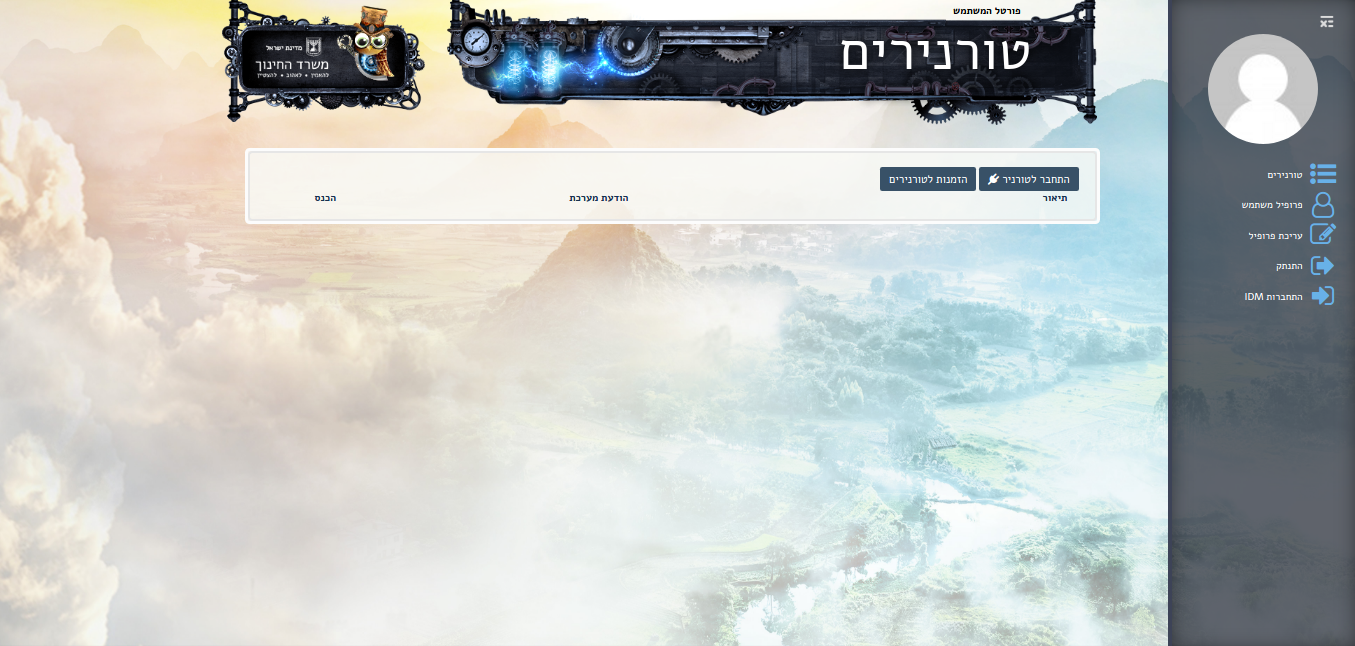 פורטל המשתמש
טורנירים
מדינת ישראל
משרד החינוך
להאמין • לאהוב • להצטיין
התחבר לטורניר
הזמנות לטורנירים
תיאור
הודעת מערכת
הכנס
טורנירים
פרופיל משתמש
עריכת פרופיל
התנתק
התחברות IDM